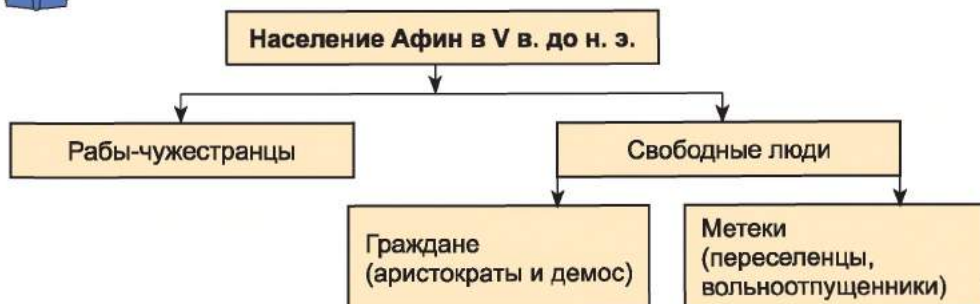 Население Афин в V в. до н. э.
Рабы-чужестранцы
Свободные люди
Граждане
(аристократы и демос)
Метеки
(переселенцы,
вольноотпущенники)